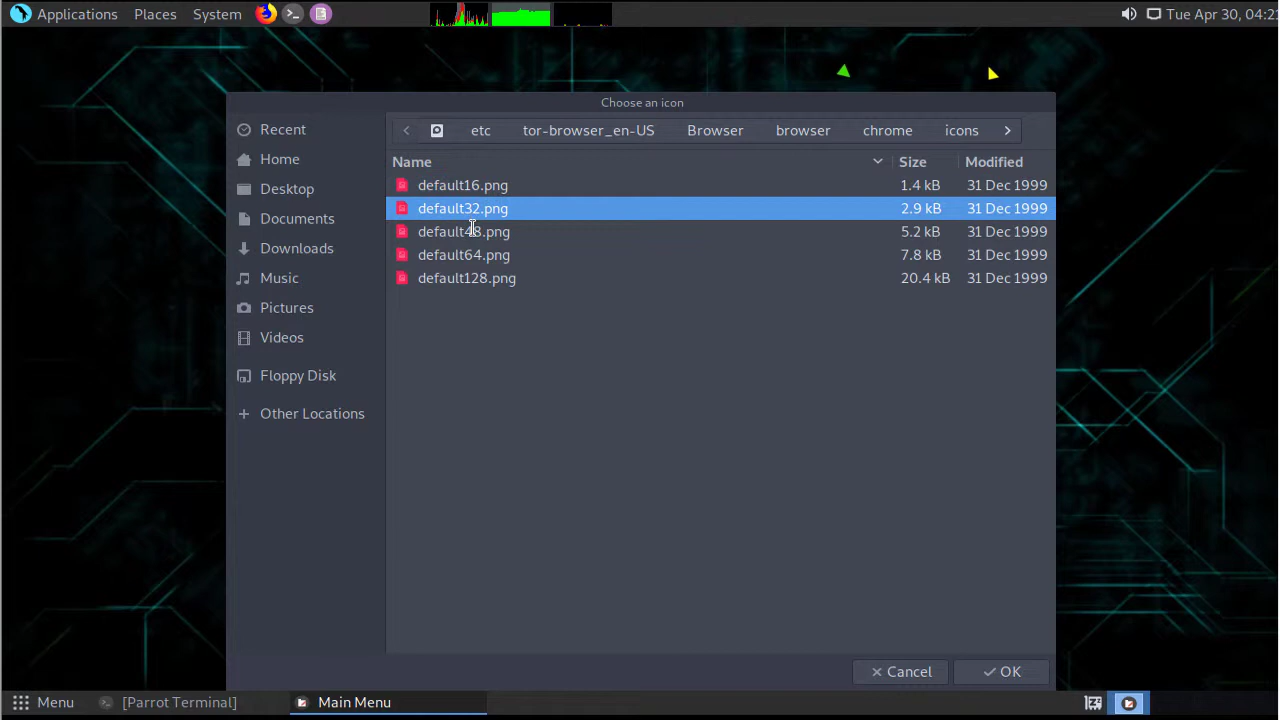 Applications Places System Tue Apr 30, 04:2
Choose an icon
Recent
Home
Desktop
Documents
Downloads
Music
Pictures
Videos
Floppy Disk
Other Locations
etc tor-browser_en-US Browser browser chrome icons
Name Size Modified
default16.png 1.4 kB 31 Dec 1999
default32.png 2.9 kB 31 Dec 1999
default48.png 5.2 kB 31 Dec 1999
default64.png 7.8 kB 31 Dec 1999
default128.png 20.4 kB 31 Dec 1999
Cancel OK
Menu [Parrot Terminal] Main Menu